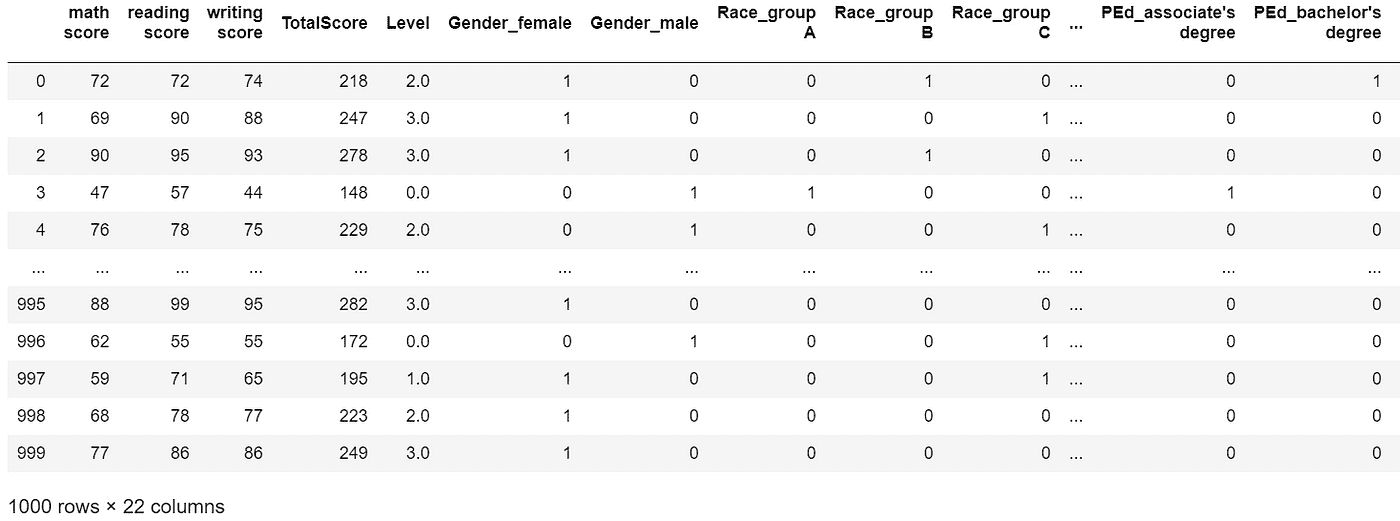 math score reading score writing score TotalScore Level Gender_female Gender_male Race_group A Race_group B Race_group C ... PEd_associate's degree PEd_bachelor's degree
0 72 72 74 218 2.0 1 0 0 1 0 ... 0 1
1 69 90 88 247 3.0 1 0 0 0 1 ... 0 0
2 90 95 93 278 3.0 1 0 0 1 0 ... 0 0
3 47 57 44 148 0.0 0 1 1 0 0 ... 1 0
4 76 78 75 229 2.0 0 1 0 0 1 ... 0 0
... ... ... ... ... ... ... ... ... ... ... ... ... ...
995 88 99 95 282 3.0 1 0 0 0 0 ... 0 0
996 62 55 55 172 0.0 0 1 0 0 1 ... 0 0
997 59 71 65 195 1.0 1 0 0 0 1 ... 0 0
998 68 78 77 223 2.0 1 0 0 0 0 ... 0 0
999 77 86 86 249 3.0 1 0 0 0 0 ... 0 0
1000 rows × 22 columns